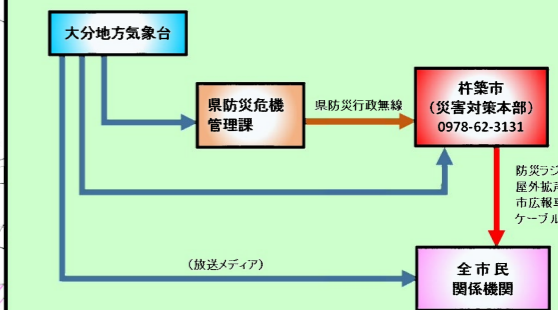 大分地方気象台
県防災危機
管理課
県防災行政無線
杵築市
（災害対策本部）
0978-62-3131
防災ラジ
屋外拡声
市広報車
ケーブル
（放送メディア）
全市民
関係機関